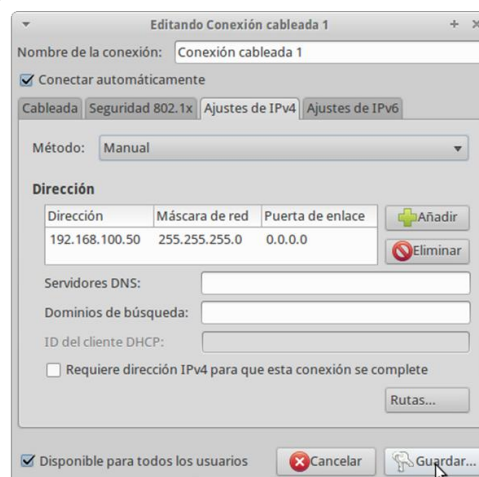 Editando Conexión cableada 1
Nombre de la conexión: Conexión cableada 1
Conectar automáticamente
Cableada Seguridad 802.1x Ajustes de IPv4 Ajustes de IPv6
Método: Manual
Dirección
Dirección Máscara de red Puerta de enlace Añadir
192.168.100.50 255.255.255.0 0.0.0.0
Eliminar
Servidores DNS:
Dominios de búsqueda:
ID del cliente DHCP:
Requiere dirección IPv4 para que esta conexión se complete
Rutas...
Disponible para todos los usuarios Cancelar Guardar...